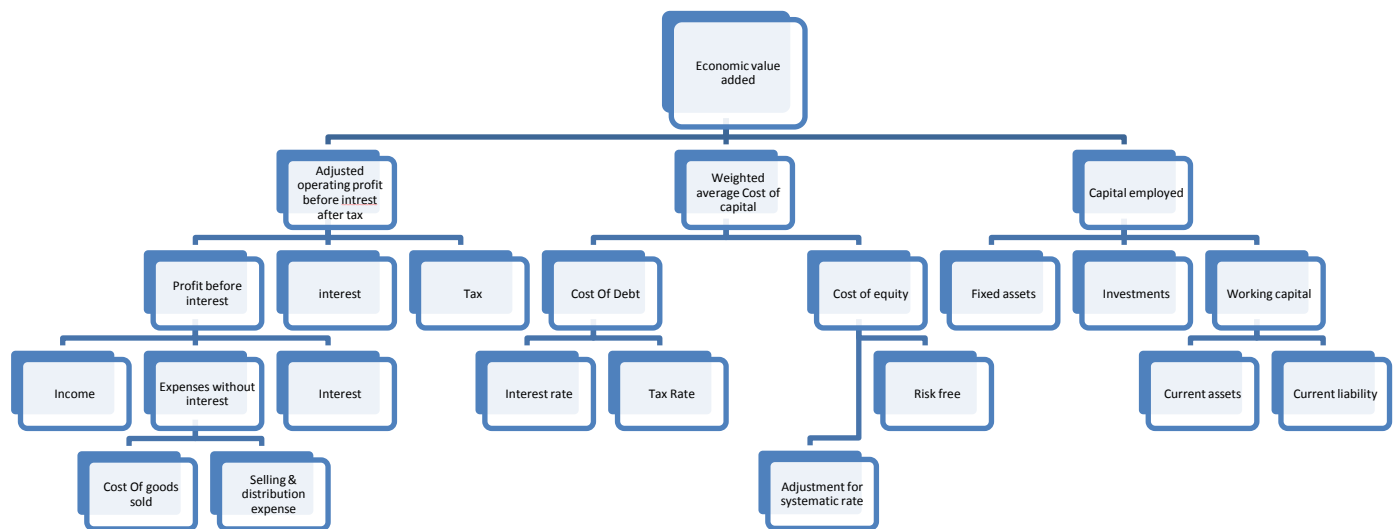 Economic value
added
Adjusted
operating profit
before intrest
after tax
Weighted
average Cost of
capital
Capital employed
Profit before
interest
interest
Tax
Cost Of Debt
Cost of equity
Fixed assets
Investments
Working capital
Income
Expenses without
interest
Interest
Interest rate
Tax Rate
Risk free
Current assets
Current liability
Cost Of goods
sold
Selling &
distribution
expense
Adjustment for
systematic rate